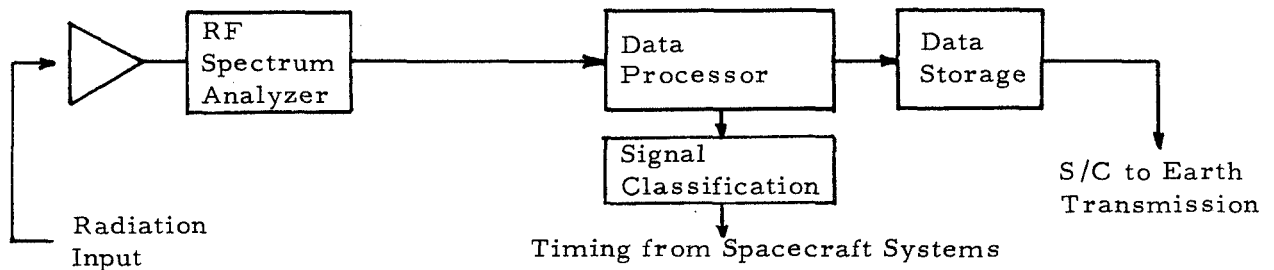 RF
Spectrum
Analyzer
Data
Processor
Data
Storage
Signal
Classification
S/C to Earth
Transmission
Radiation
Input
Timing from Spacecraft Systems